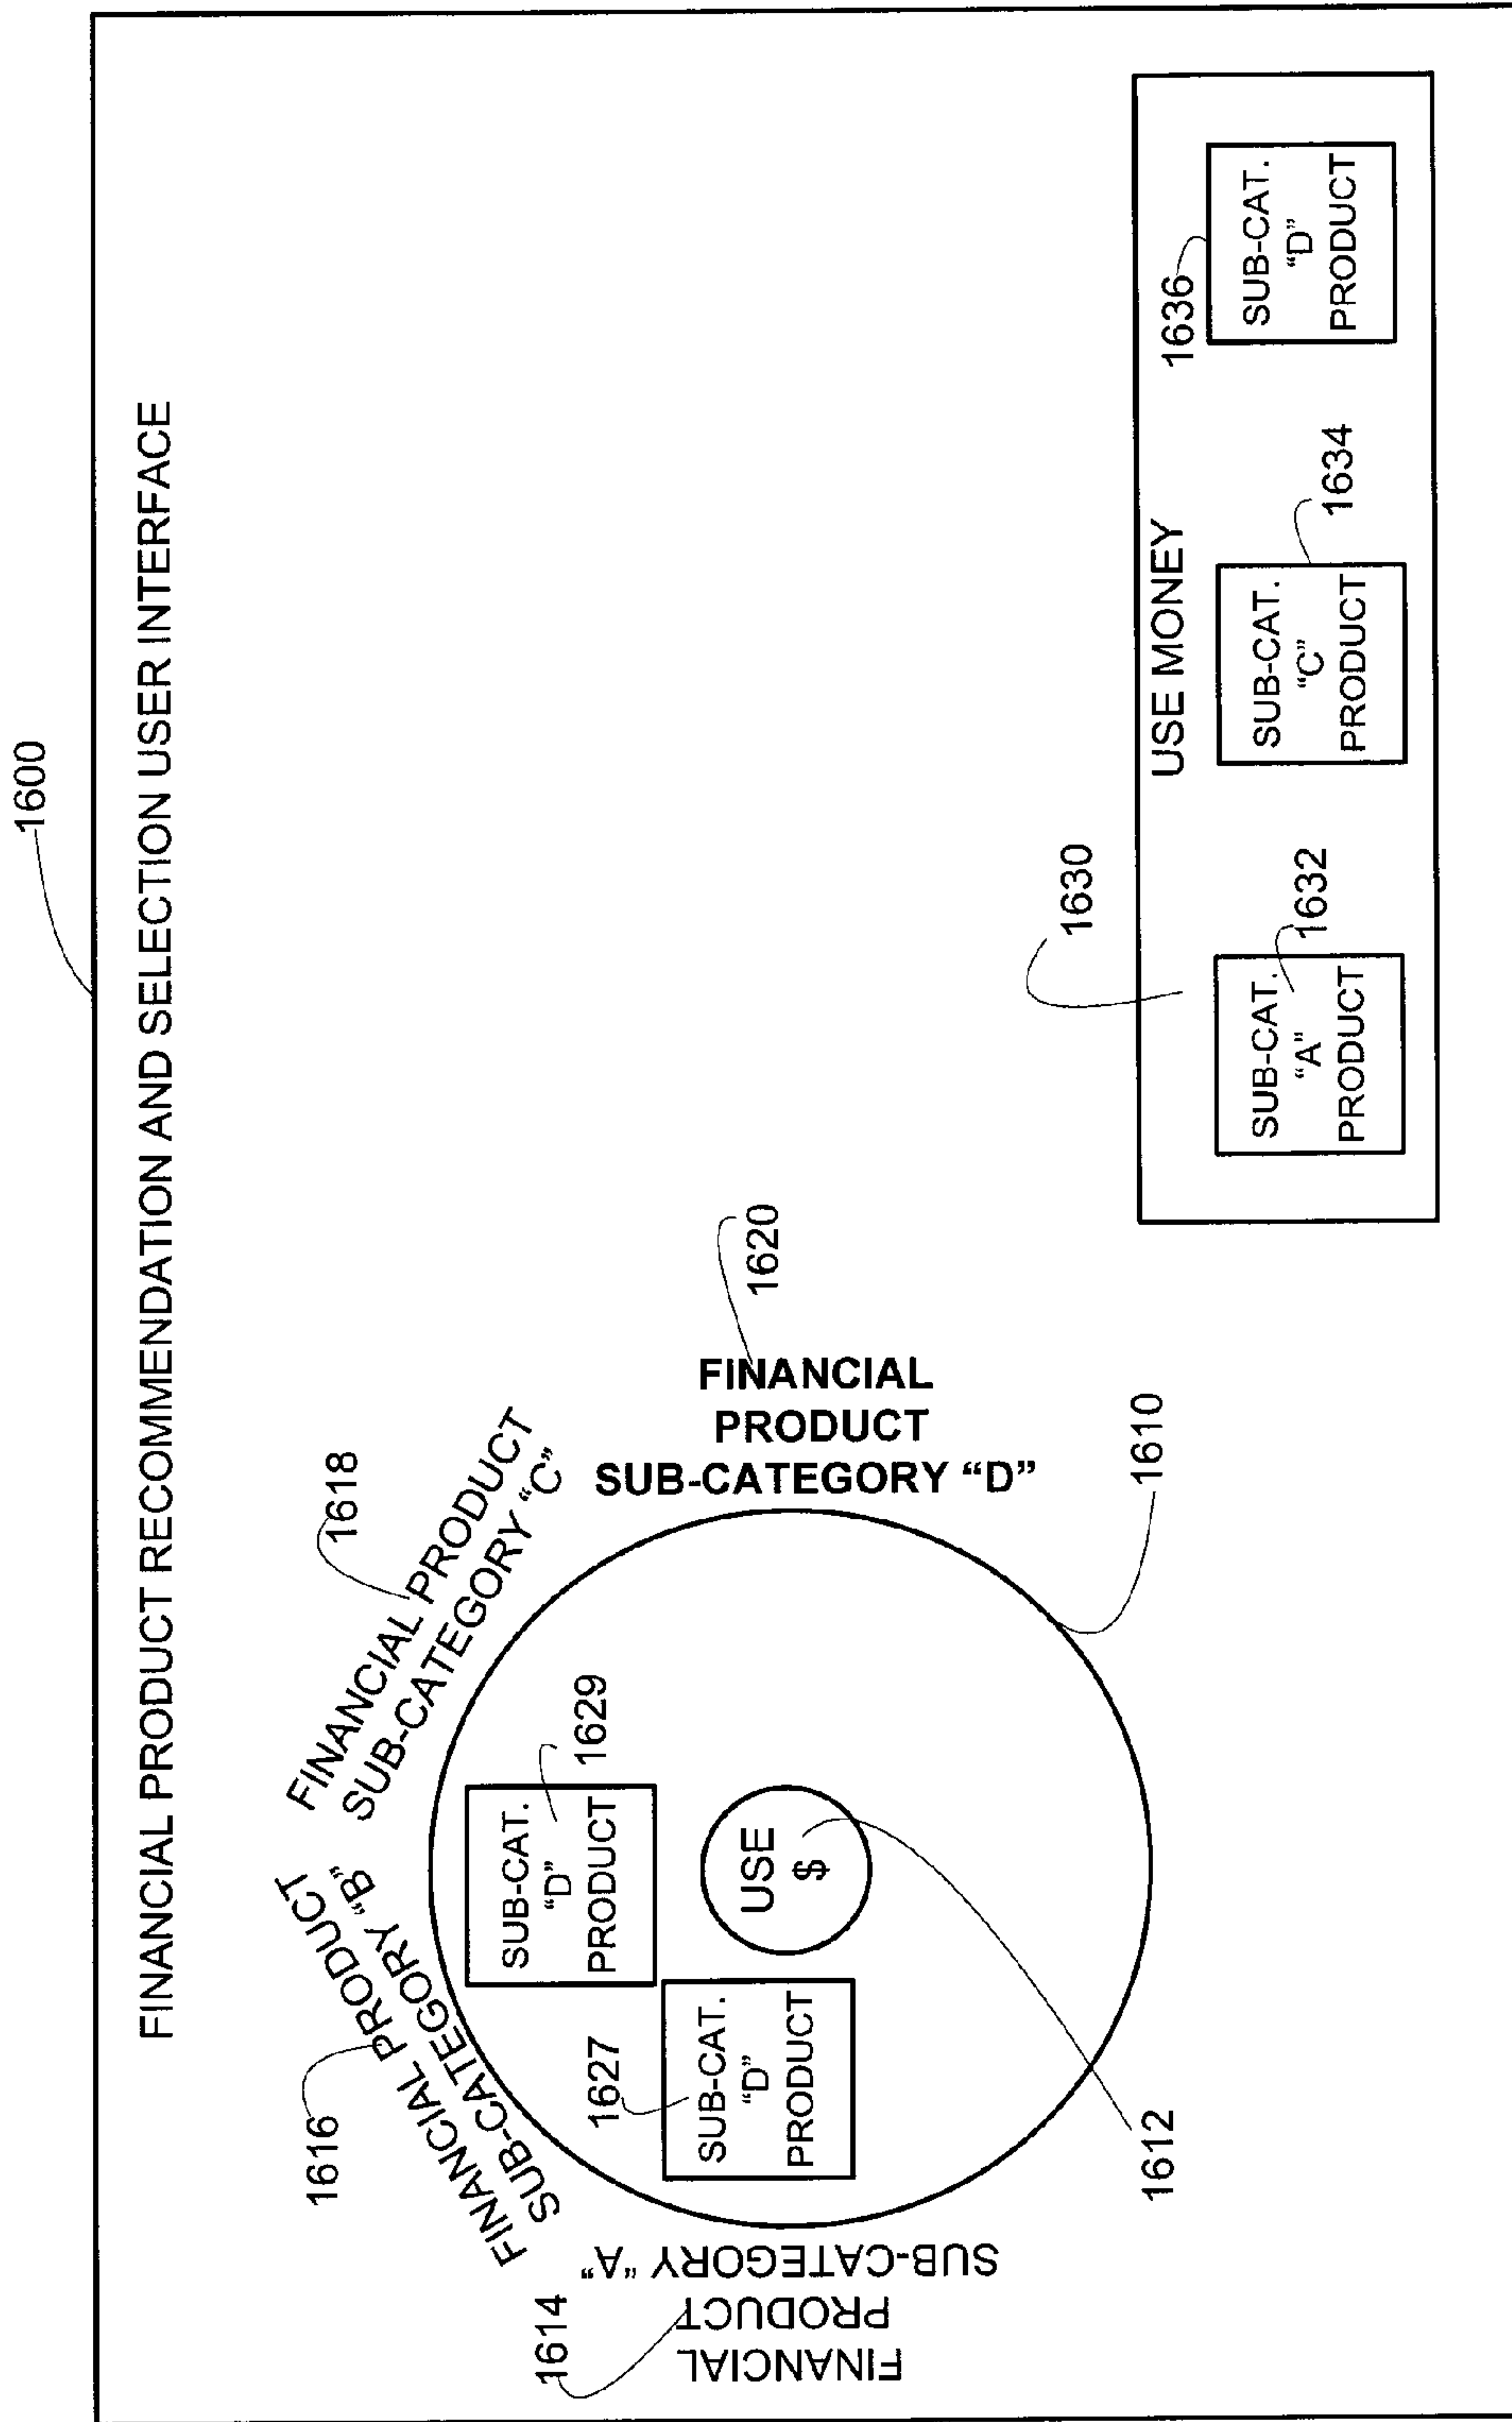 1600
FINANCIAL PRODUCT RECOMMENDATION AND SELECTION USER INTERFACE
1616
FINANCIAL PRODUCT
SUB-CATEGORY "B"
1618
FINANCIAL PRODUCT
SUB-CATEGORY "C"
1614
FINANCIAL
PRODUCT
SUB-CATEGORY "A"
1627
SUB-CAT.
"D"
PRODUCT
SUB-CAT.
"D"
PRODUCT
1629
USE
$
1612
FINANCIAL
PRODUCT
SUB-CATEGORY "D"
1620
1610
1630
USE MONEY
SUB-CAT.
"A"
PRODUCT
1632
SUB-CAT.
"C"
PRODUCT
1634
1636
SUB-CAT.
"D"
PRODUCT